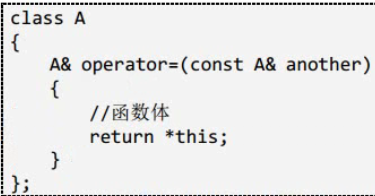 class A
{
    A& operator=(const A& another)
    {
        //函数体
        return *this;
    }
};